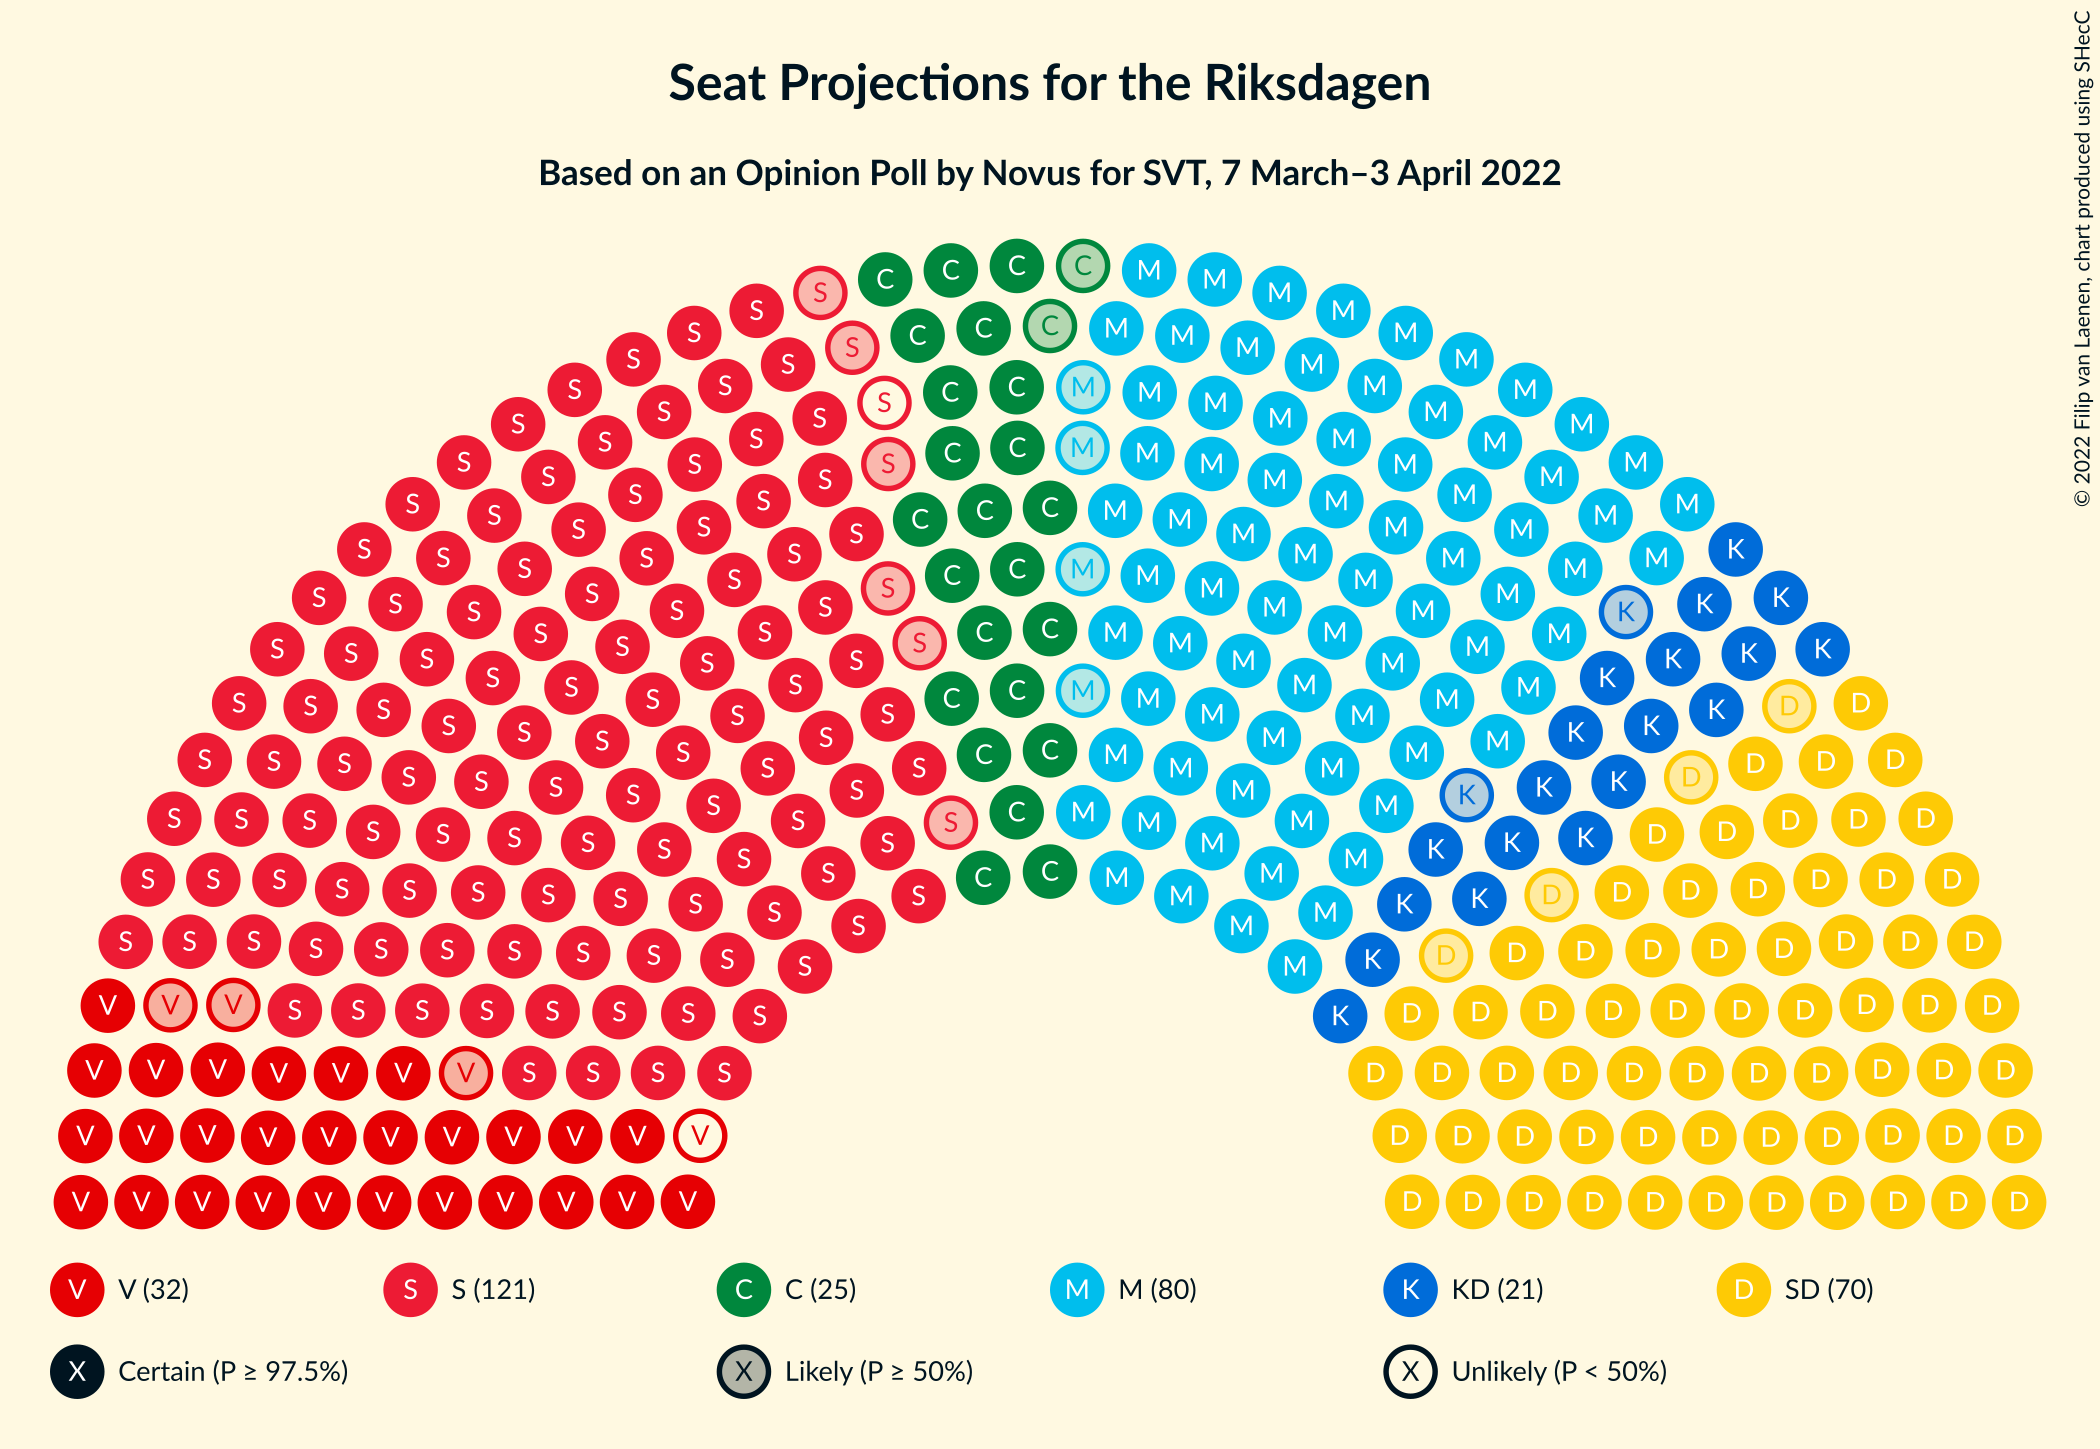 Seat Projections for the Riksdagen
Based on an Opinion Poll by Novus for SVT, 7 March–3 April 2022
© 2022 Filip van Laenen, chart produced using SHecC
V V (32)
S S (121)
C C (25)
M M (80)
K KD (21)
D SD (70)
X Certain (P ≥ 97.5%)
X Likely (P ≥ 50%)
X Unlikely (P < 50%)